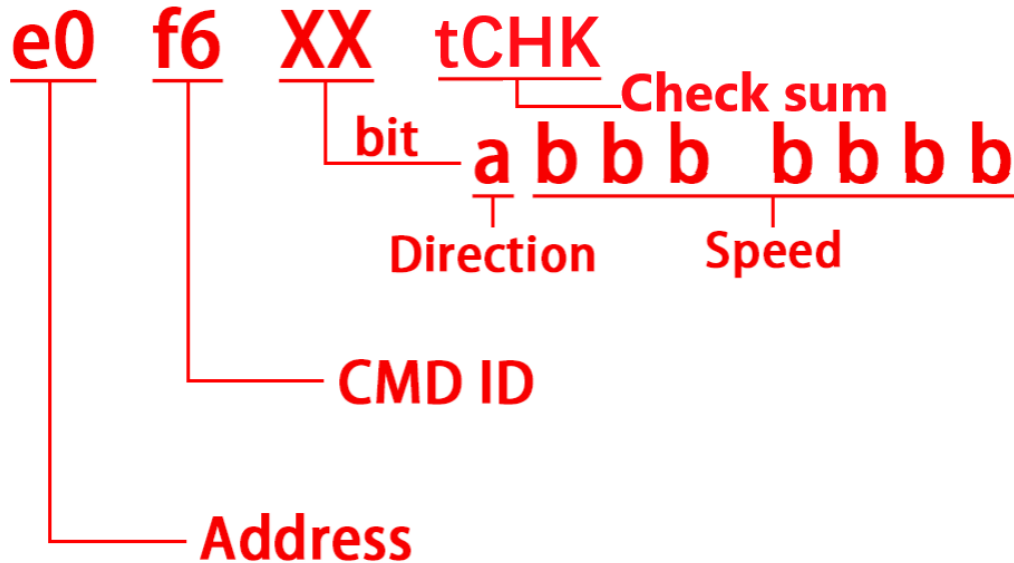 e0 f6 XX tCHK
Check sum
bit a b b b b b b b
Direction Speed
CMD ID
Address